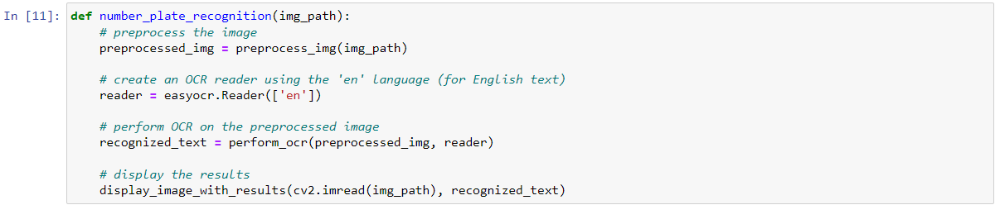 In [11]: def number_plate_recognition(img_path):
# preprocess the image
preprocessed_img = preprocess_img(img_path)
# create an OCR reader using the 'en' language (for English text)
reader = easyocr.Reader(['en'])
# perform OCR on the preprocessed image
recognized_text = perform_ocr(preprocessed_img, reader)
# display the results
display_image_with_results(cv2.imread(img_path), recognized_text)